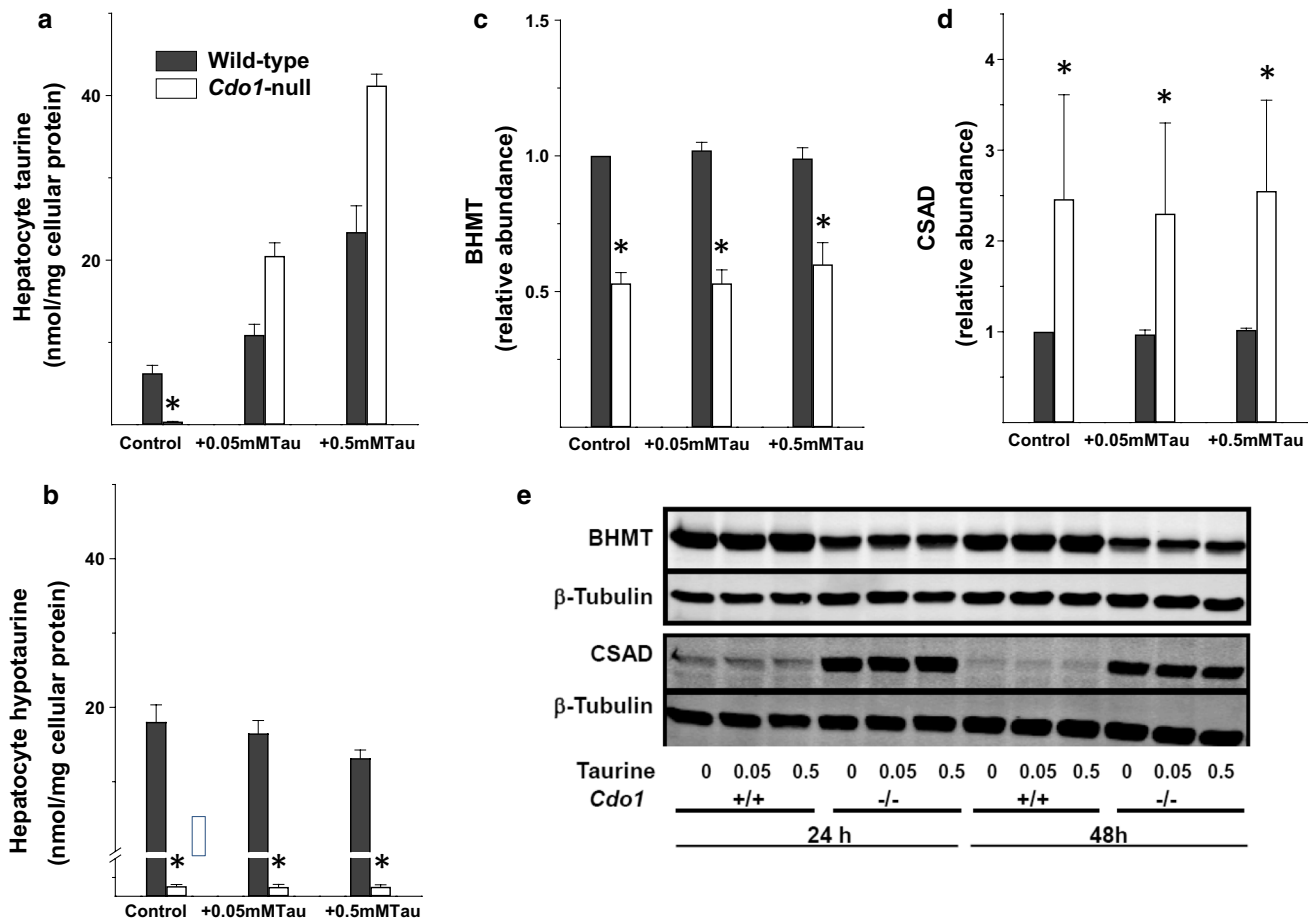 a
Hepatocyte taurine
(nmol/mg cellular protein)
40
20
Wild-type
Cdo1-null
*
Control +0.05mMTau +0.5mMTau
b
Hepatocyte hypotaurine
(nmol/mg cellular protein)
40
20
* * *
Control +0.05mMTau +0.5mMTau
c
BHMT
(relative abundance)
1.5
1.0
0.5
* * *
Control +0.05mMTau +0.5mMTau
d
CSAD
(relative abundance)
4
3
2
1
* * *
Control +0.05mMTau +0.5mMTau
e
BHMT
β-Tubulin
CSAD
β-Tubulin
Taurine 0 0.05 0.5 0 0.05 0.5 0 0.05 0.5 0 0.05 0.5
Cdo1 +/+ -/- +/+ -/-
24 h 48h